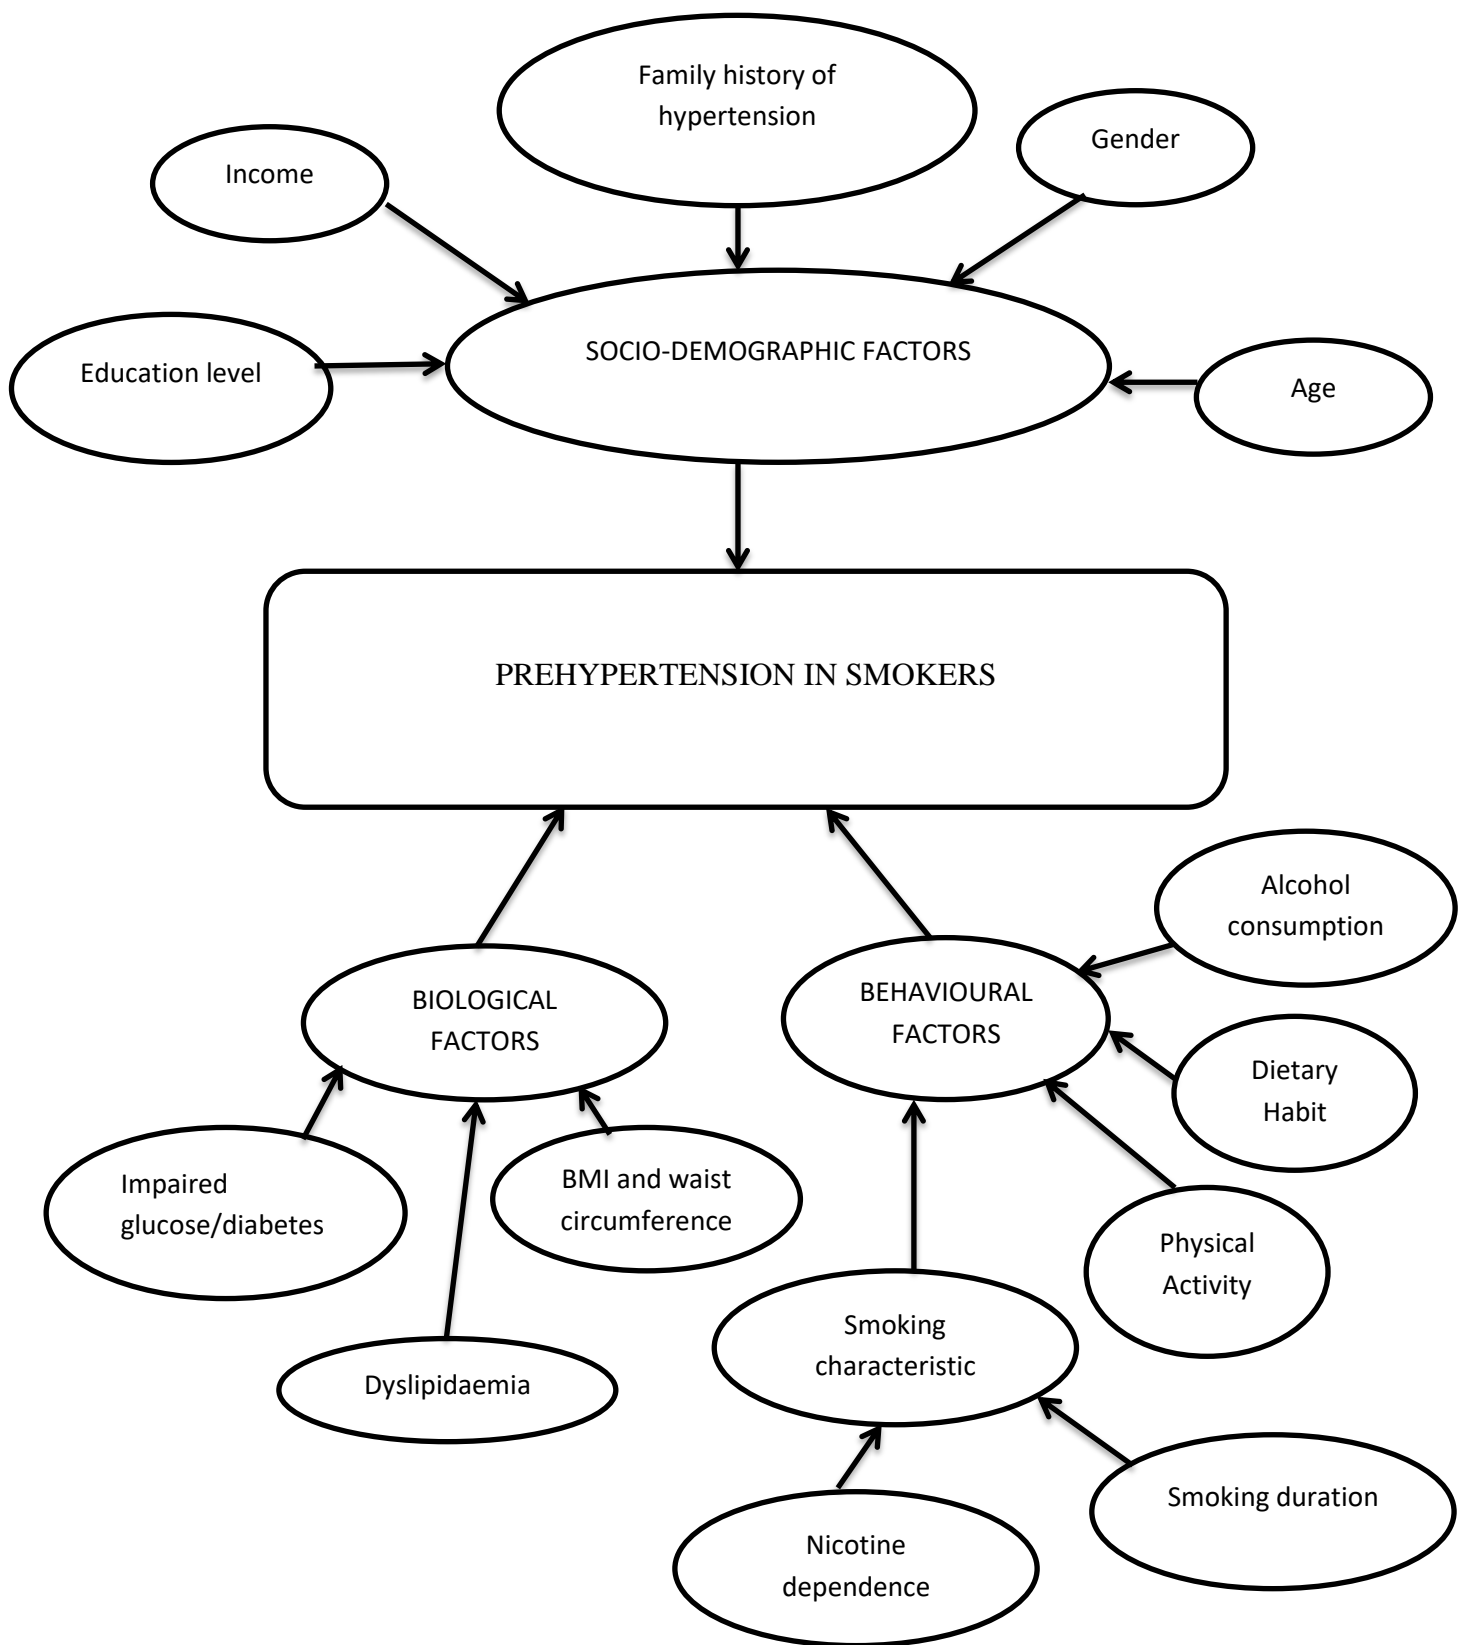 Family history of
hypertension
Gender
Income
SOCIO-DEMOGRAPHIC FACTORS
Education level
Age
PREHYPERTENSION IN SMOKERS
Alcohol
consumption
BIOLOGICAL
FACTORS
BEHAVIOURAL
FACTORS
Dietary
Habit
Impaired
glucose/diabetes
BMI and waist
circumference
Physical
Activity
Smoking
characteristic
Dyslipidaemia
Smoking duration
Nicotine
dependence